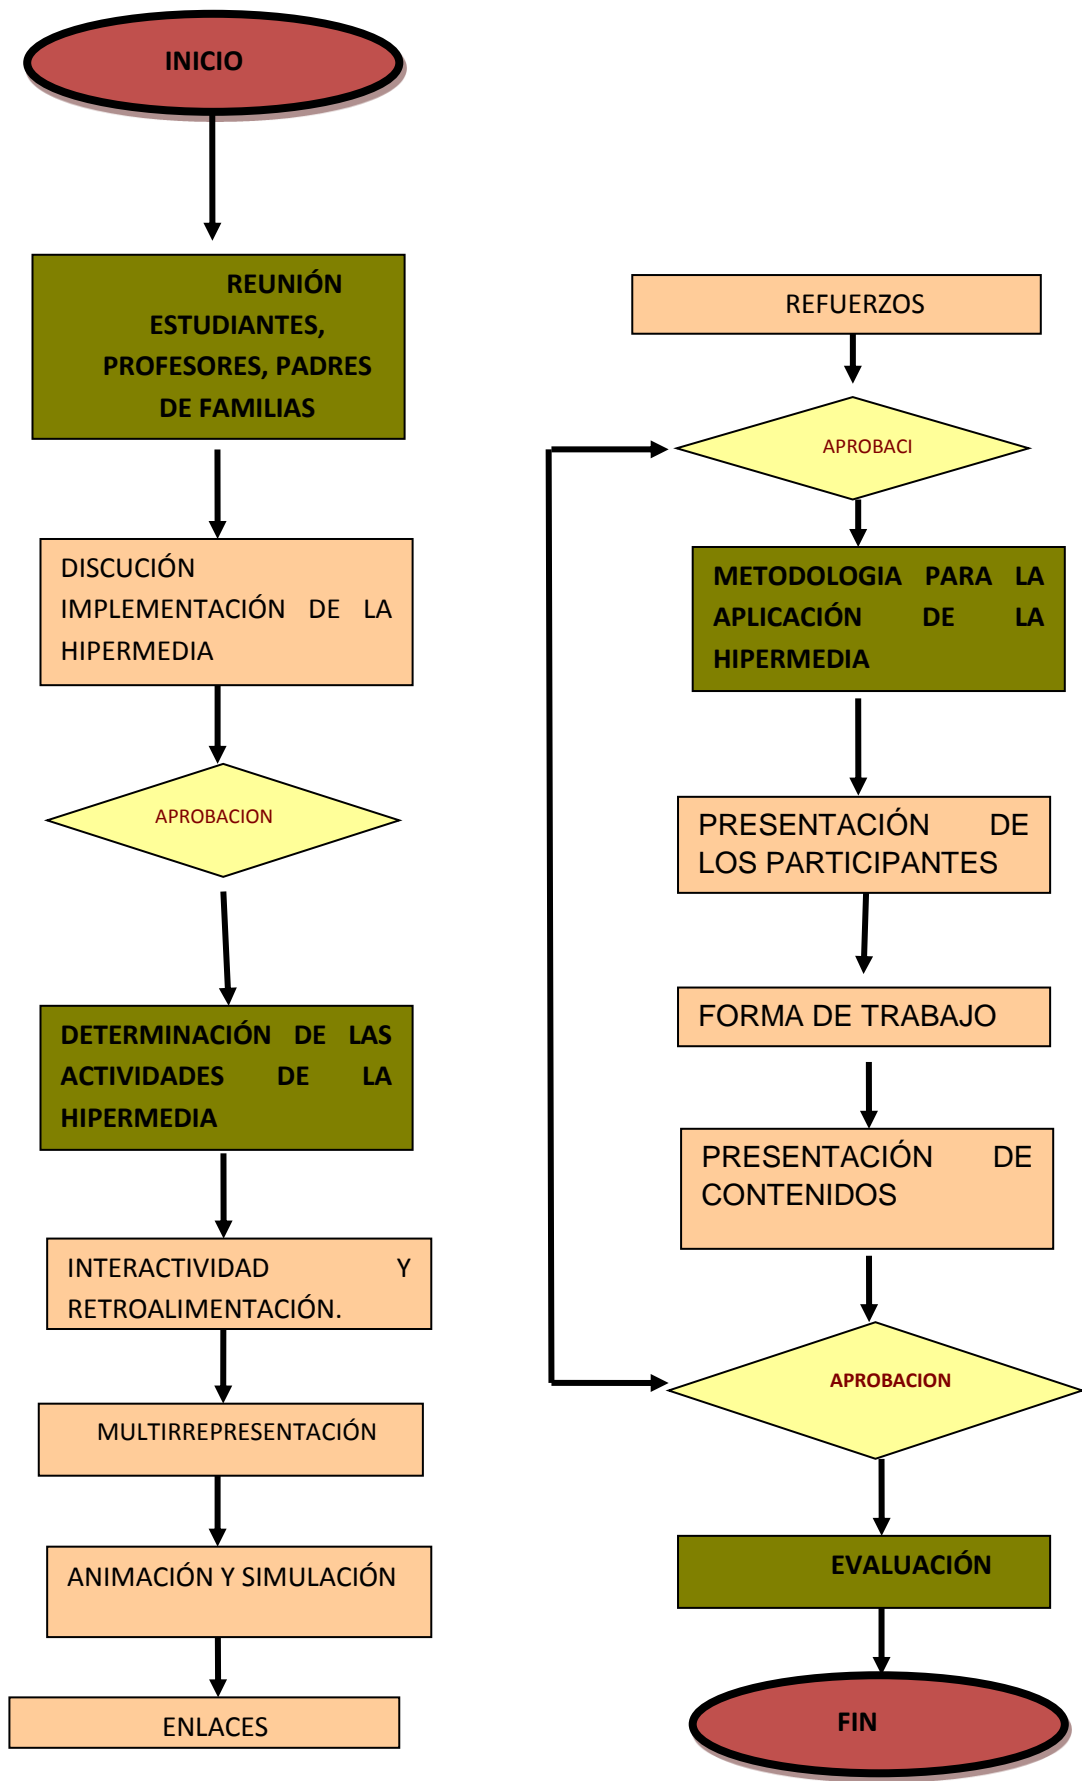 INICIO
REUNIÓN
ESTUDIANTES,
PROFESORES, PADRES
DE FAMILIAS
DISCUCIÓN
IMPLEMENTACIÓN DE LA
HIPERMEDIA
APROBACION
DETERMINACIÓN DE LAS
ACTIVIDADES DE LA
HIPERMEDIA
INTERACTIVIDAD Y
RETROALIMENTACIÓN.
MULTIRREPRESENTACIÓN
ANIMACIÓN Y SIMULACIÓN
ENLACES
REFUERZOS
APROBACI
METODOLOGIA PARA LA
APLICACIÓN DE LA
HIPERMEDIA
PRESENTACIÓN DE
LOS PARTICIPANTES
FORMA DE TRABAJO
PRESENTACIÓN DE
CONTENIDOS
APROBACION
EVALUACIÓN
FIN